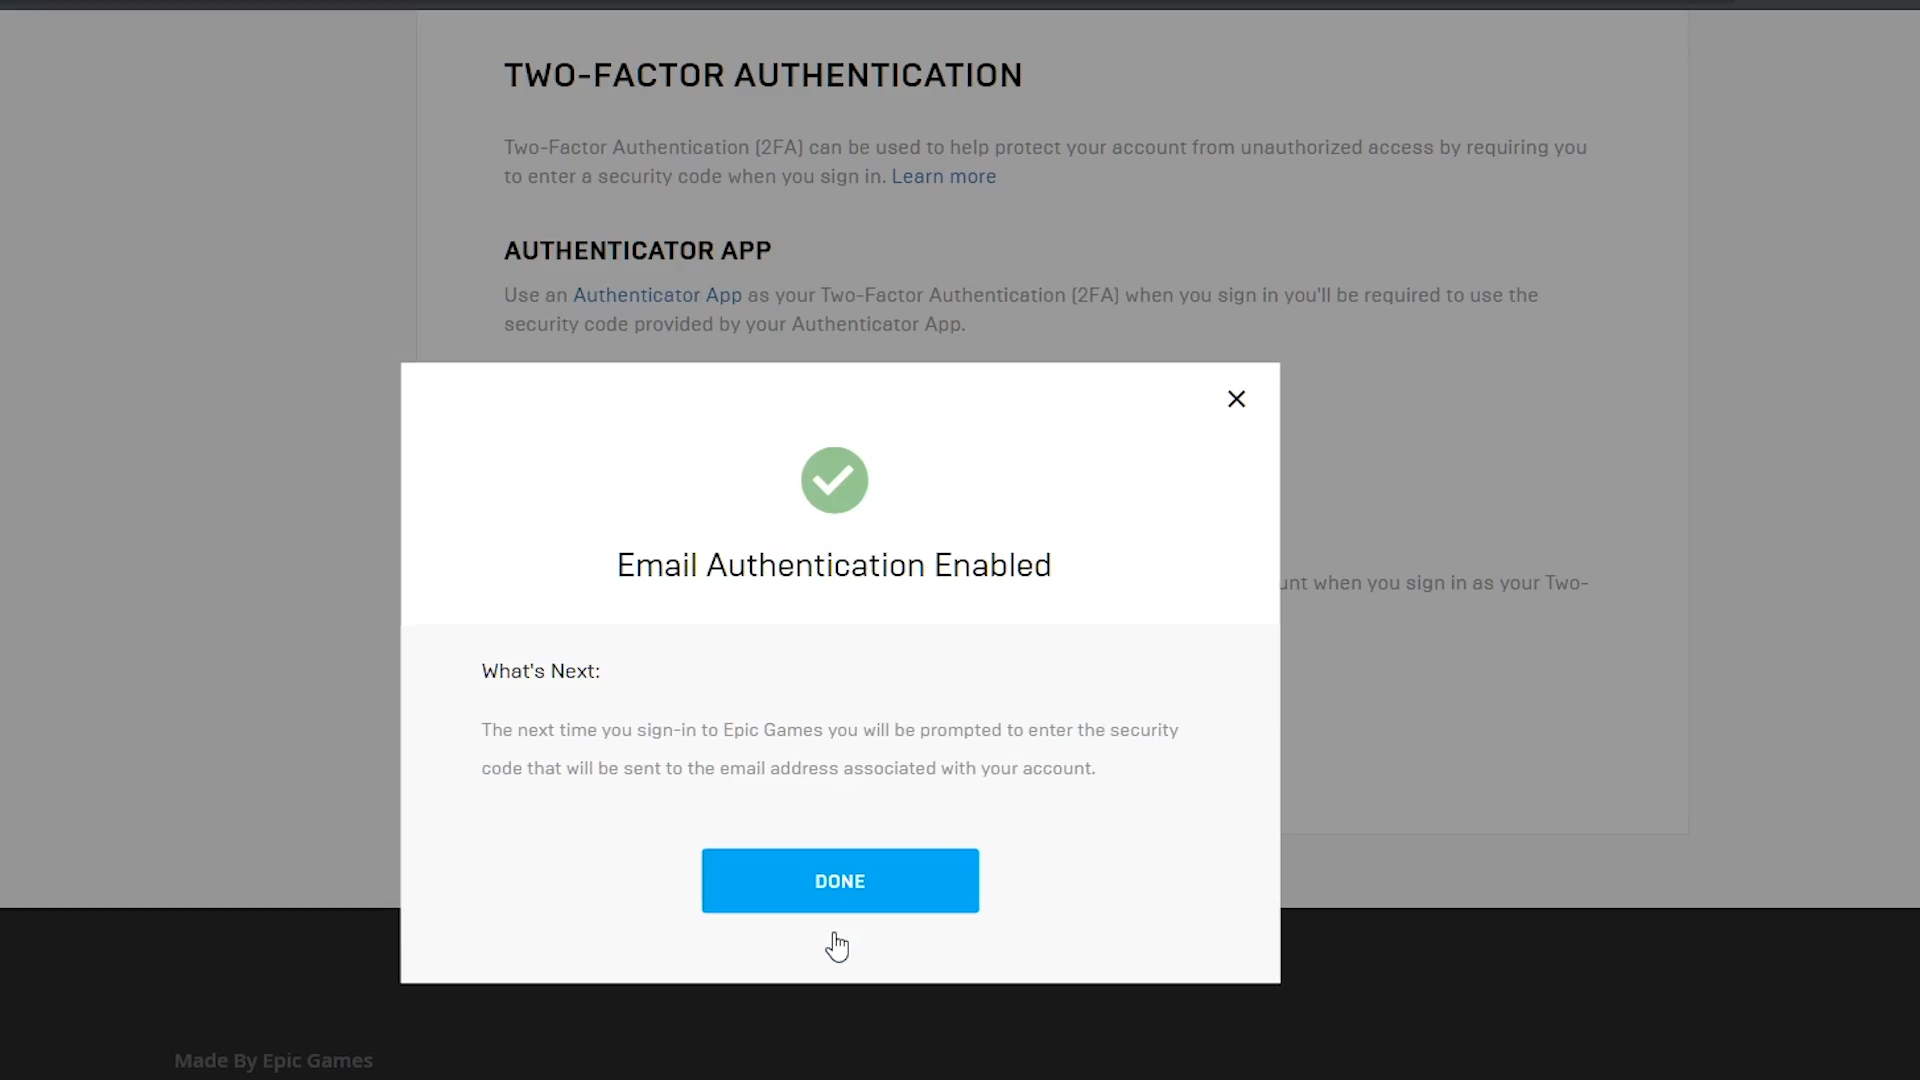 TWO-FACTOR AUTHENTICATION
Two-Factor Authentication (2FA) can be used to help protect your account from unauthorized access by requiring you
to enter a security code when you sign in. Learn more
AUTHENTICATOR APP
Use an Authenticator App as your Two-Factor Authentication (2FA) when you sign in you'll be required to use the
security code provided by your Authenticator App.
Email Authentication Enabled
when you sign in as your Two-
What's Next:
The next time you sign-in to Epic Games you will be prompted to enter the security
code that will be sent to the email address associated with your account.
DONE
Made By Epic Games